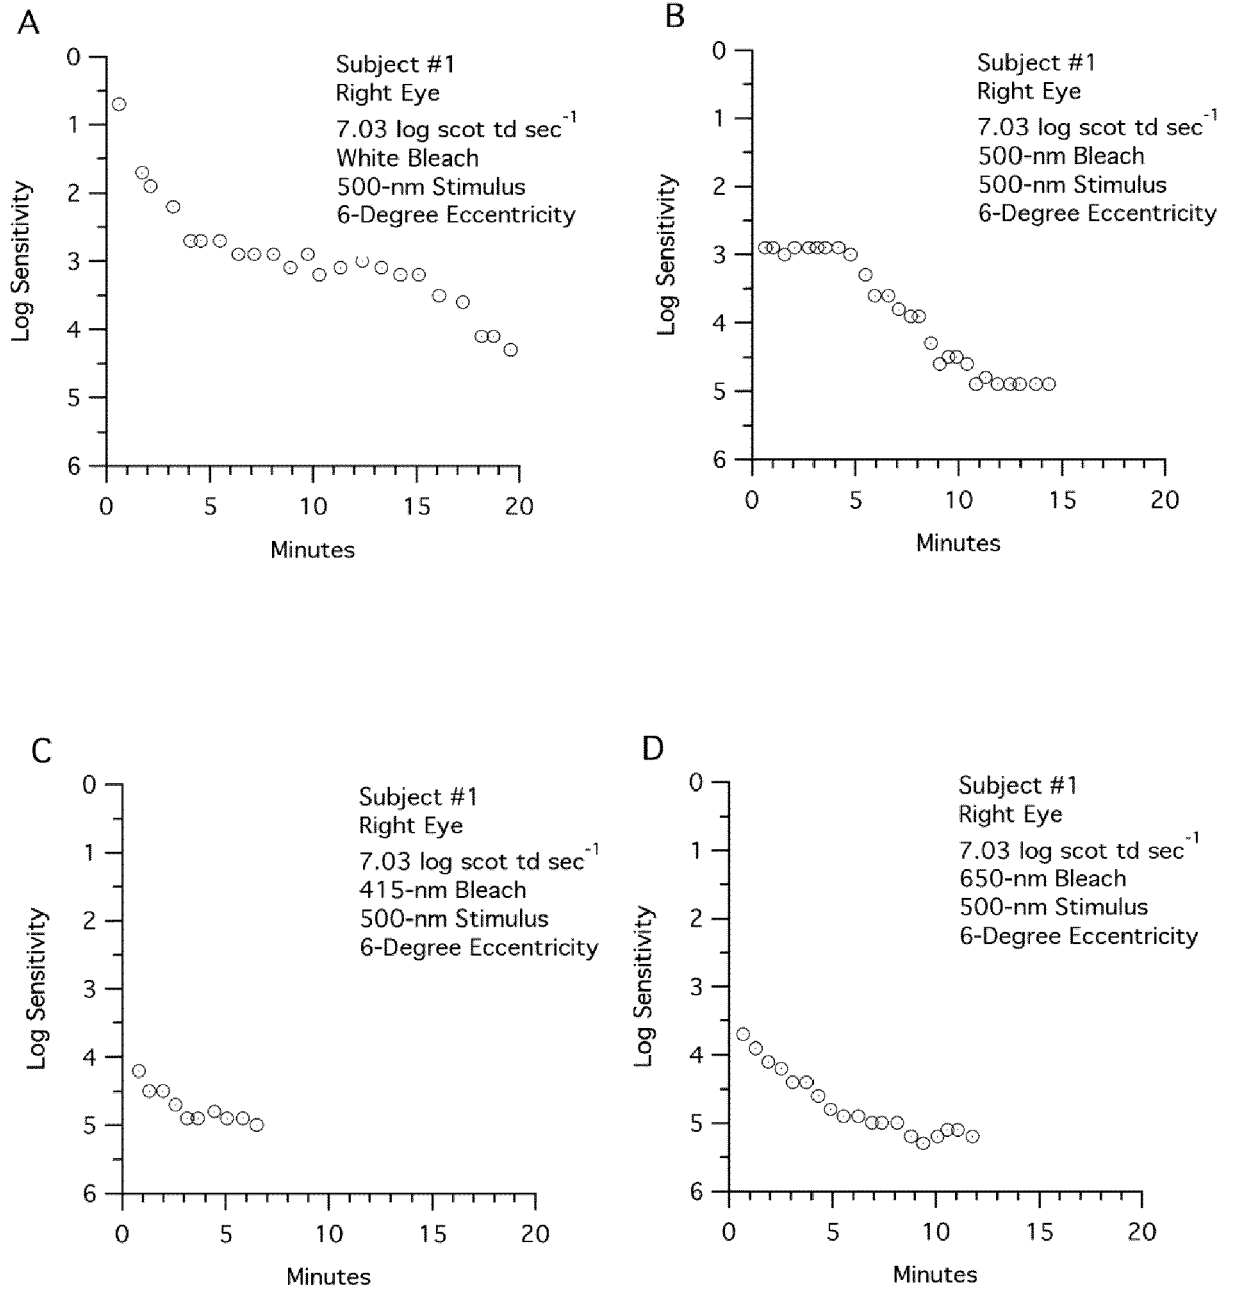 A
0
1
2
3
4
5
6
Log Sensitivity
Subject #1
Right Eye
7.03 log scot td sec-1
White Bleach
500-nm Stimulus
6-Degree Eccentricity
0 5 10 15 20
Minutes
B
0
1
2
3
4
5
6
Log Sensitivity
Subject #1
Right Eye
7.03 log scot td sec-1
500-nm Bleach
500-nm Stimulus
6-Degree Eccentricity
0 5 10 15 20
Minutes
C
0
1
2
3
4
5
6
Log Sensitivity
Subject #1
Right Eye
7.03 log scot td sec-1
415-nm Bleach
500-nm Stimulus
6-Degree Eccentricity
0 5 10 15 20
Minutes
D
0
1
2
3
4
5
6
Log Sensitivity
Subject #1
Right Eye
7.03 log scot td sec-1
650-nm Bleach
500-nm Stimulus
6-Degree Eccentricity
0 5 10 15 20
Minutes